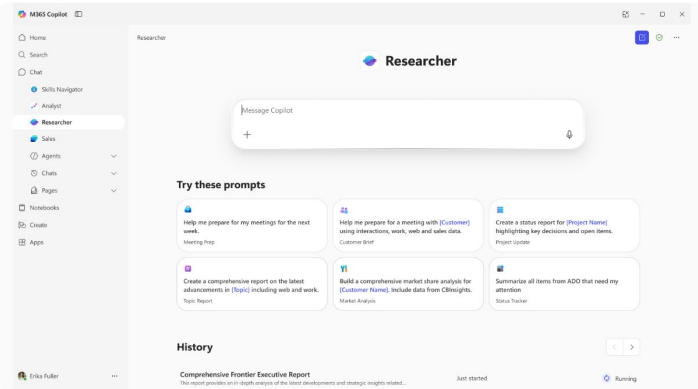 M365 Copilot
Home
Search
Chat
Skills Navigator
Analyst
Researcher
Sales
Agents
Chats
Pages
Notebooks
Create
Apps
Erika Fuller
Researcher
Researcher
Message Copilot
Try these prompts
Help me prepare for my meetings for the next
week.
Meeting Prep
Help me prepare for a meeting with [Customer]
using interactions, work, web and sales data.
Customer Brief
Create a status report for [Project Name]
highlighting key decisions and open items.
Project Update
Create a comprehensive report on the latest
advancements in [Topic] including web and work.
Topic Report
Build a comprehensive market share analysis for
[Customer Name]. Include data from CBInsights.
Market Analysis
Summarize all items from ADO that need my
attention
Status Tracker
History
Comprehensive Frontier Executive Report
This report provides an in depth analysis of the latest developments and strategic insights related...
Just started
Running